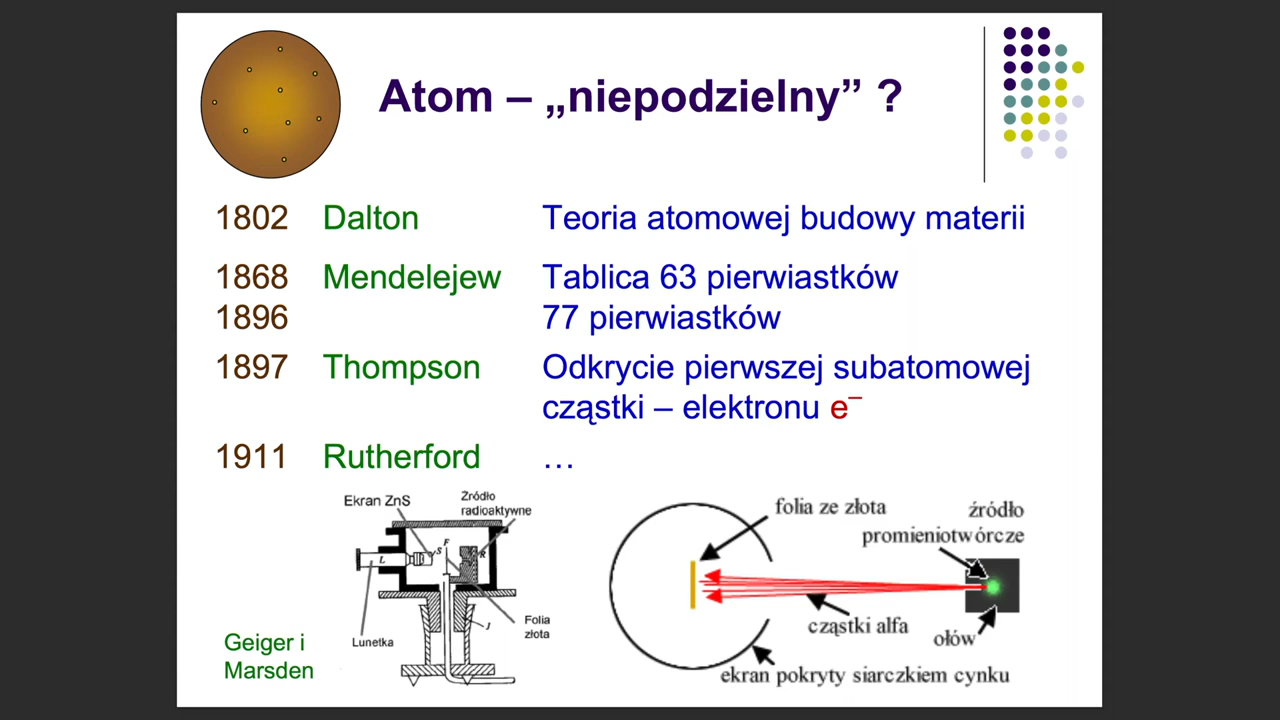 Atom – „niepodzielny” ?
1802 Dalton Teoria atomowej budowy materii
1868 Mendelejew Tablica 63 pierwiastków
1896 77 pierwiastków
1897 Thompson Odkrycie pierwszej subatomowej
cząstki – elektronu e⁻
1911 Rutherford …
Ekran ZnS
Źródło
radioaktywne
F
S
R
L
J
Lunetka
Folia
złota
Geiger i
Marsden
folia ze złota
źródło
promieniotwórcze
cząstki alfa
ołów
ekran pokryty siarczkiem cynku